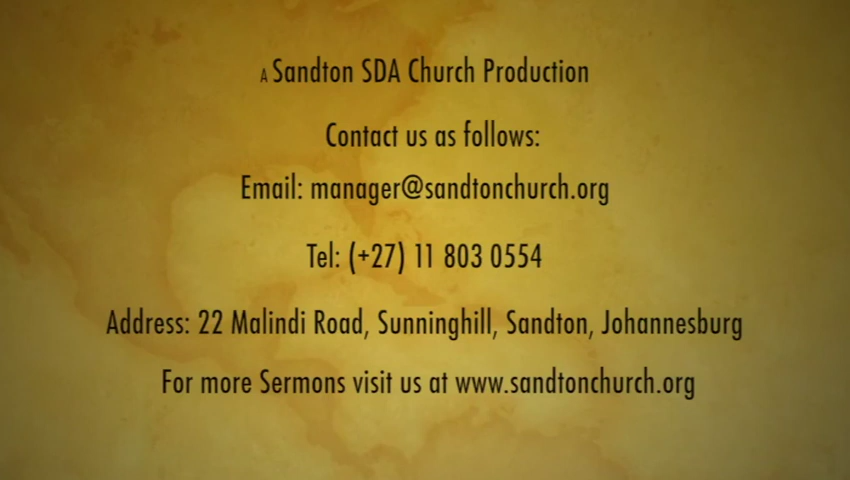 A Sandton SDA Church Production
Contact us as follows:
Email: manager@sandtonchurch.org
Tel: (+27) 11 803 0554
Address: 22 Malindi Road, Sunninghill, Sandton, Johannesburg
For more Sermons visit us at www.sandtonchurch.org